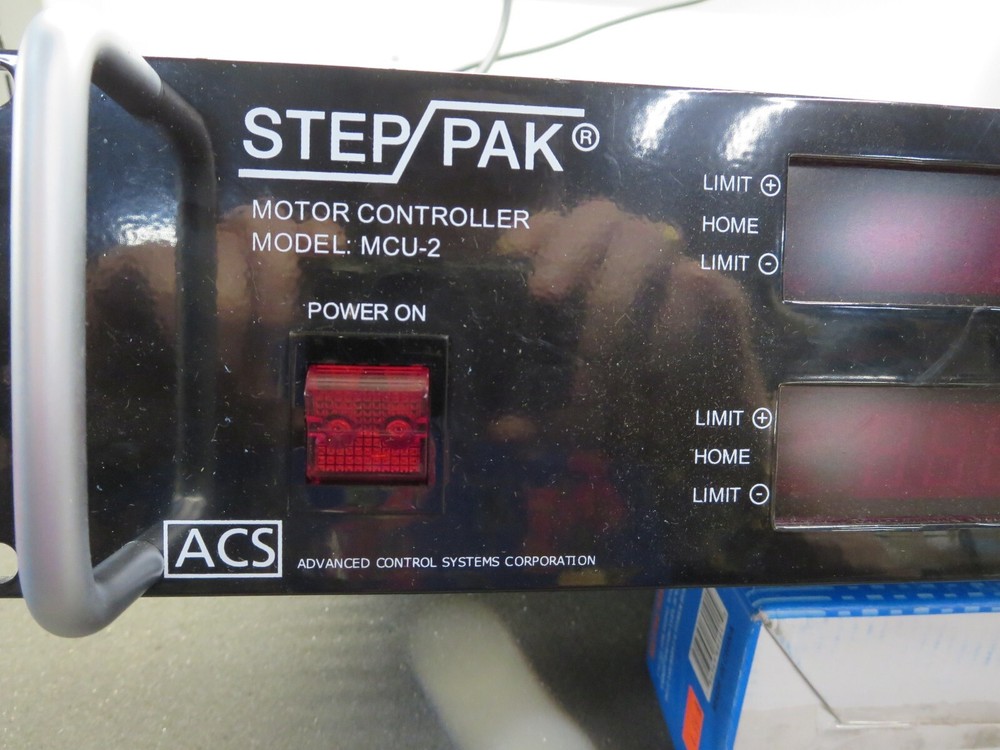 STEP/PAK®
MOTOR CONTROLLER
MODEL: MCU-2
POWER ON
LIMIT +
HOME
LIMIT -
LIMIT +
HOME
LIMIT -
ACS
ADVANCED CONTROL SYSTEMS CORPORATION